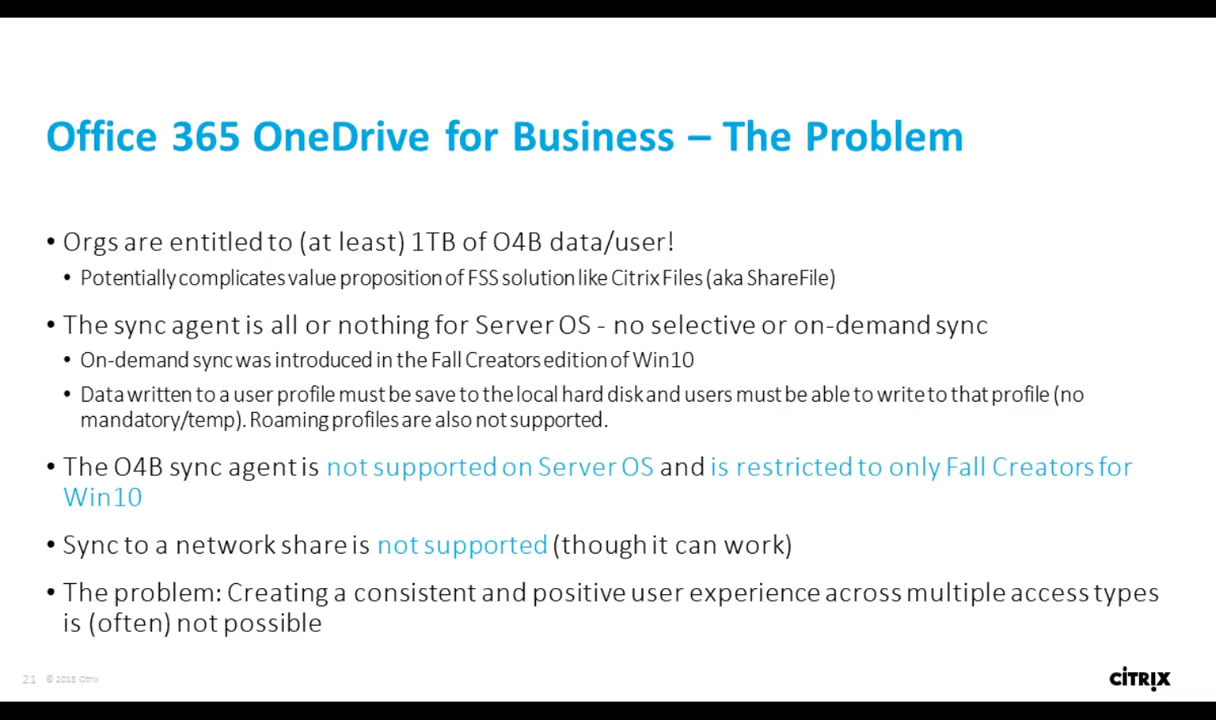 Office 365 OneDrive for Business – The Problem
• Orgs are entitled to (at least) 1TB of O4B data/user!
• Potentially complicates value proposition of FSS solution like Citrix Files (aka ShareFile)
• The sync agent is all or nothing for Server OS - no selective or on-demand sync
• On-demand sync was introduced in the Fall Creators edition of Win10
• Data written to a user profile must be save to the local hard disk and users must be able to write to that profile (no
mandatory/temp). Roaming profiles are also not supported.
• The O4B sync agent is not supported on Server OS and is restricted to only Fall Creators for
Win10
• Sync to a network share is not supported (though it can work)
• The problem: Creating a consistent and positive user experience across multiple access types
is (often) not possible
21 © 2018 Citrix
CITRIX